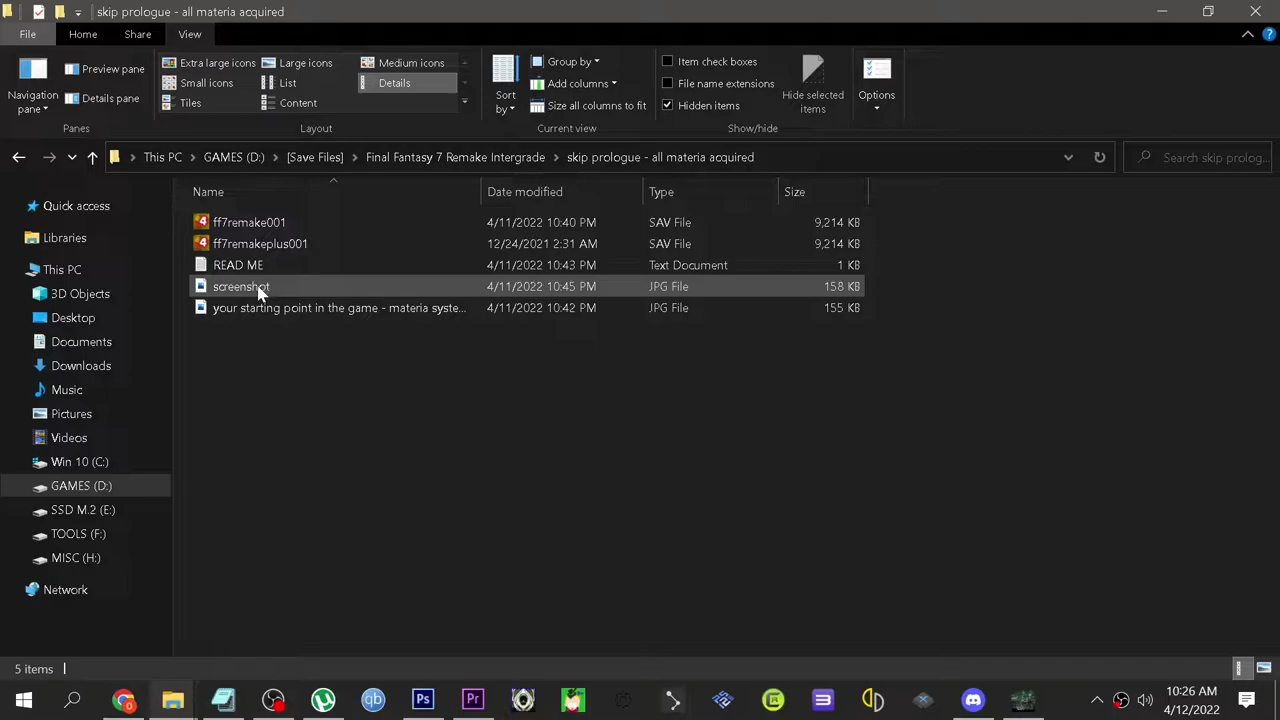 skip prologue - all materia acquired
File Home Share View
Navigation pane
Preview pane
Details pane
Panes
Extra large icons Large icons Medium icons
Small icons List Details
Tiles Content
Layout
Sort by
Group by
Add columns
Size all columns to fit
Current view
Item check boxes
File name extensions
Hidden items
Hide selected items
Show/hide
Options
This PC GAMES (D:) [Save Files] Final Fantasy 7 Remake Intergrade skip prologue - all materia acquired
Search skip prolog...
Quick access
Libraries
This PC
3D Objects
Desktop
Documents
Downloads
Music
Pictures
Videos
Win 10 (C:)
GAMES (D:)
SSD M.2 (E:)
TOOLS (F:)
MISC (H:)
Network
Name Date modified Type Size
ff7remake001 4/11/2022 10:40 PM SAV File 9,214 KB
ff7remakeplus001 12/24/2021 2:31 AM SAV File 9,214 KB
READ ME 4/11/2022 10:43 PM Text Document 1 KB
screenshot 4/11/2022 10:45 PM JPG File 158 KB
your starting point in the game - materia syste... 4/11/2022 10:42 PM JPG File 155 KB
5 items
qb Ps Pr
10:26 AM
4/12/2022